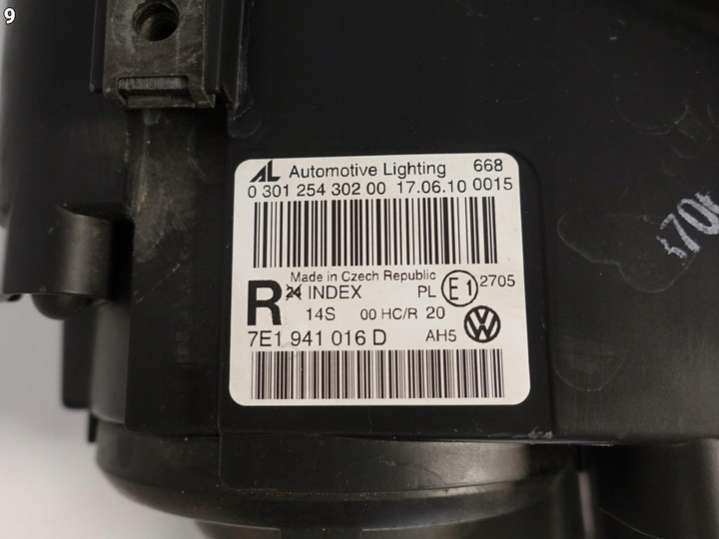 9
AL Automotive Lighting 668
0 301 254 302 00 17.06.10 0015
Made in Czech Republic
R 24 INDEX PL E1 2705
14S 00 HC/R 20
7E1 941 016 D AH5